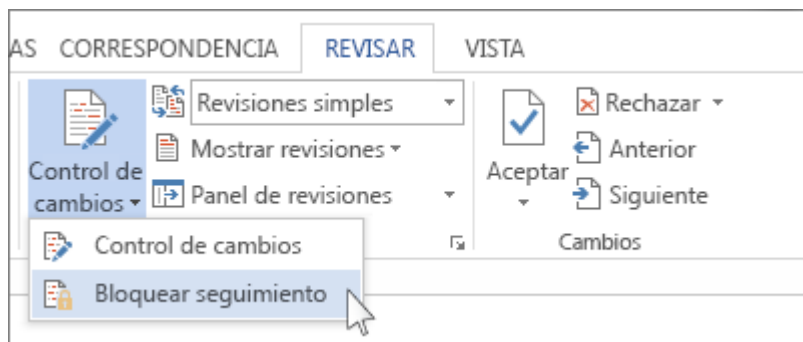 AS CORRESPONDENCIA REVISAR VISTA
Revisiones simples
Mostrar revisiones
Panel de revisiones
Control de
cambios
Aceptar
Rechazar
Anterior
Siguiente
Cambios
Control de cambios
Bloquear seguimiento